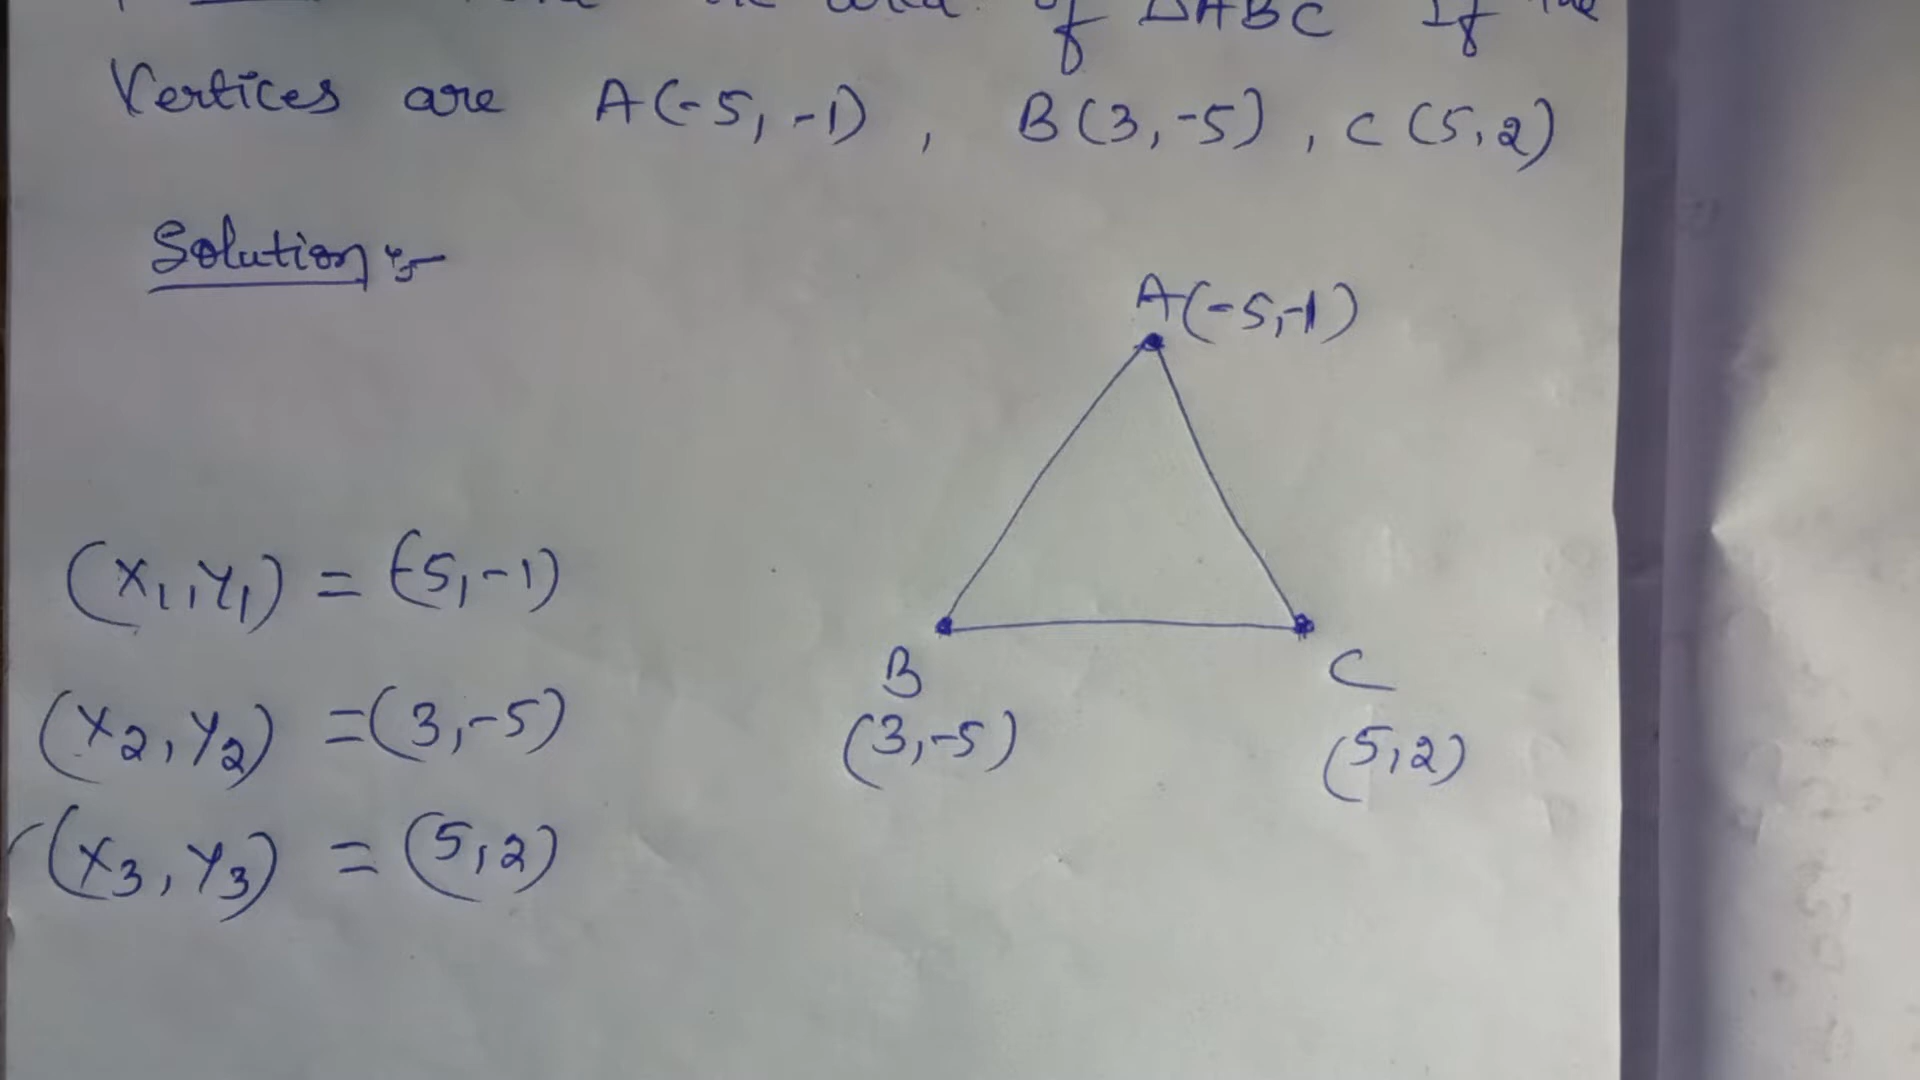 of ΔABC If the
Vertices are A(-5,-1), B(3,-5), C(5,2)
Solution :-
A(-5,-1)
(x₁,y₁) = (-5,-1)
B
(3,-5)
C
(5,2)
(x₂,y₂) = (3,-5)
(x₃,y₃) = (5,2)